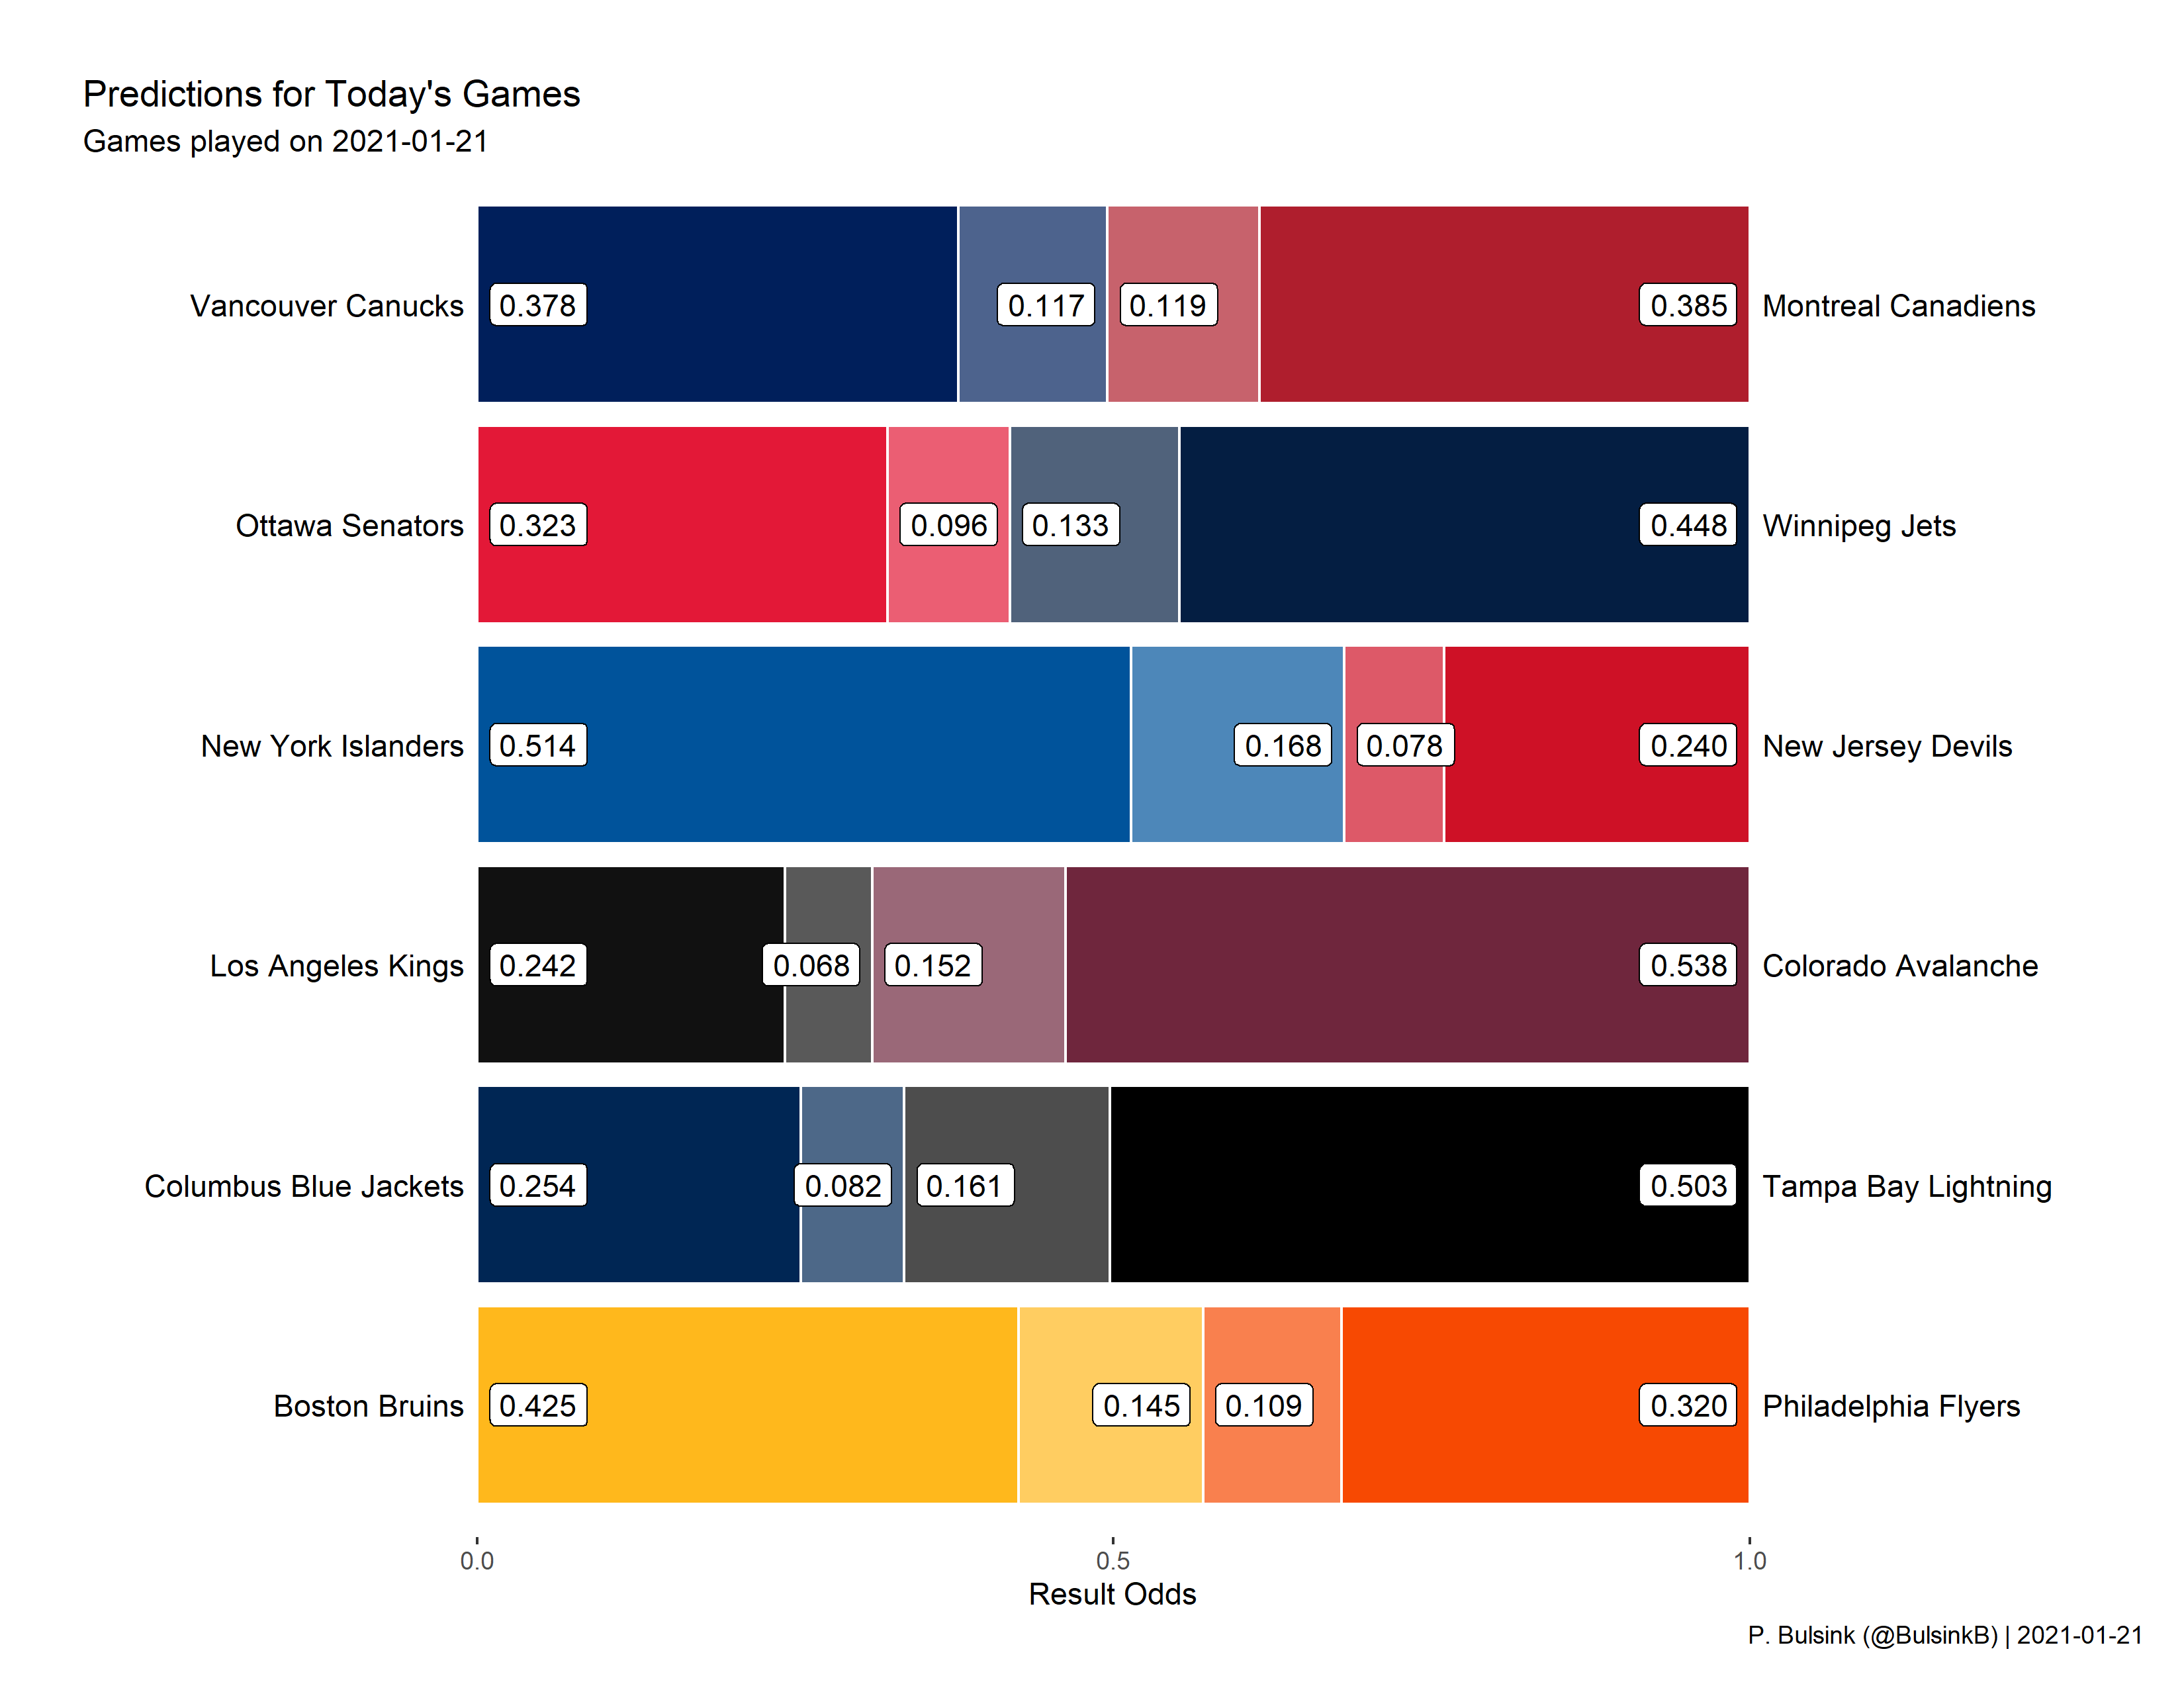 Predictions for Today's Games
Games played on 2021-01-21
Vancouver Canucks 0.378 0.117 0.119 0.385 Montreal Canadiens
Ottawa Senators 0.323 0.096 0.133 0.448 Winnipeg Jets
New York Islanders 0.514 0.168 0.078 0.240 New Jersey Devils
Los Angeles Kings 0.242 0.068 0.152 0.538 Colorado Avalanche
Columbus Blue Jackets 0.254 0.082 0.161 0.503 Tampa Bay Lightning
Boston Bruins 0.425 0.145 0.109 0.320 Philadelphia Flyers
0.0 0.5 1.0
Result Odds
P. Bulsink (@BulsinkB) | 2021-01-21